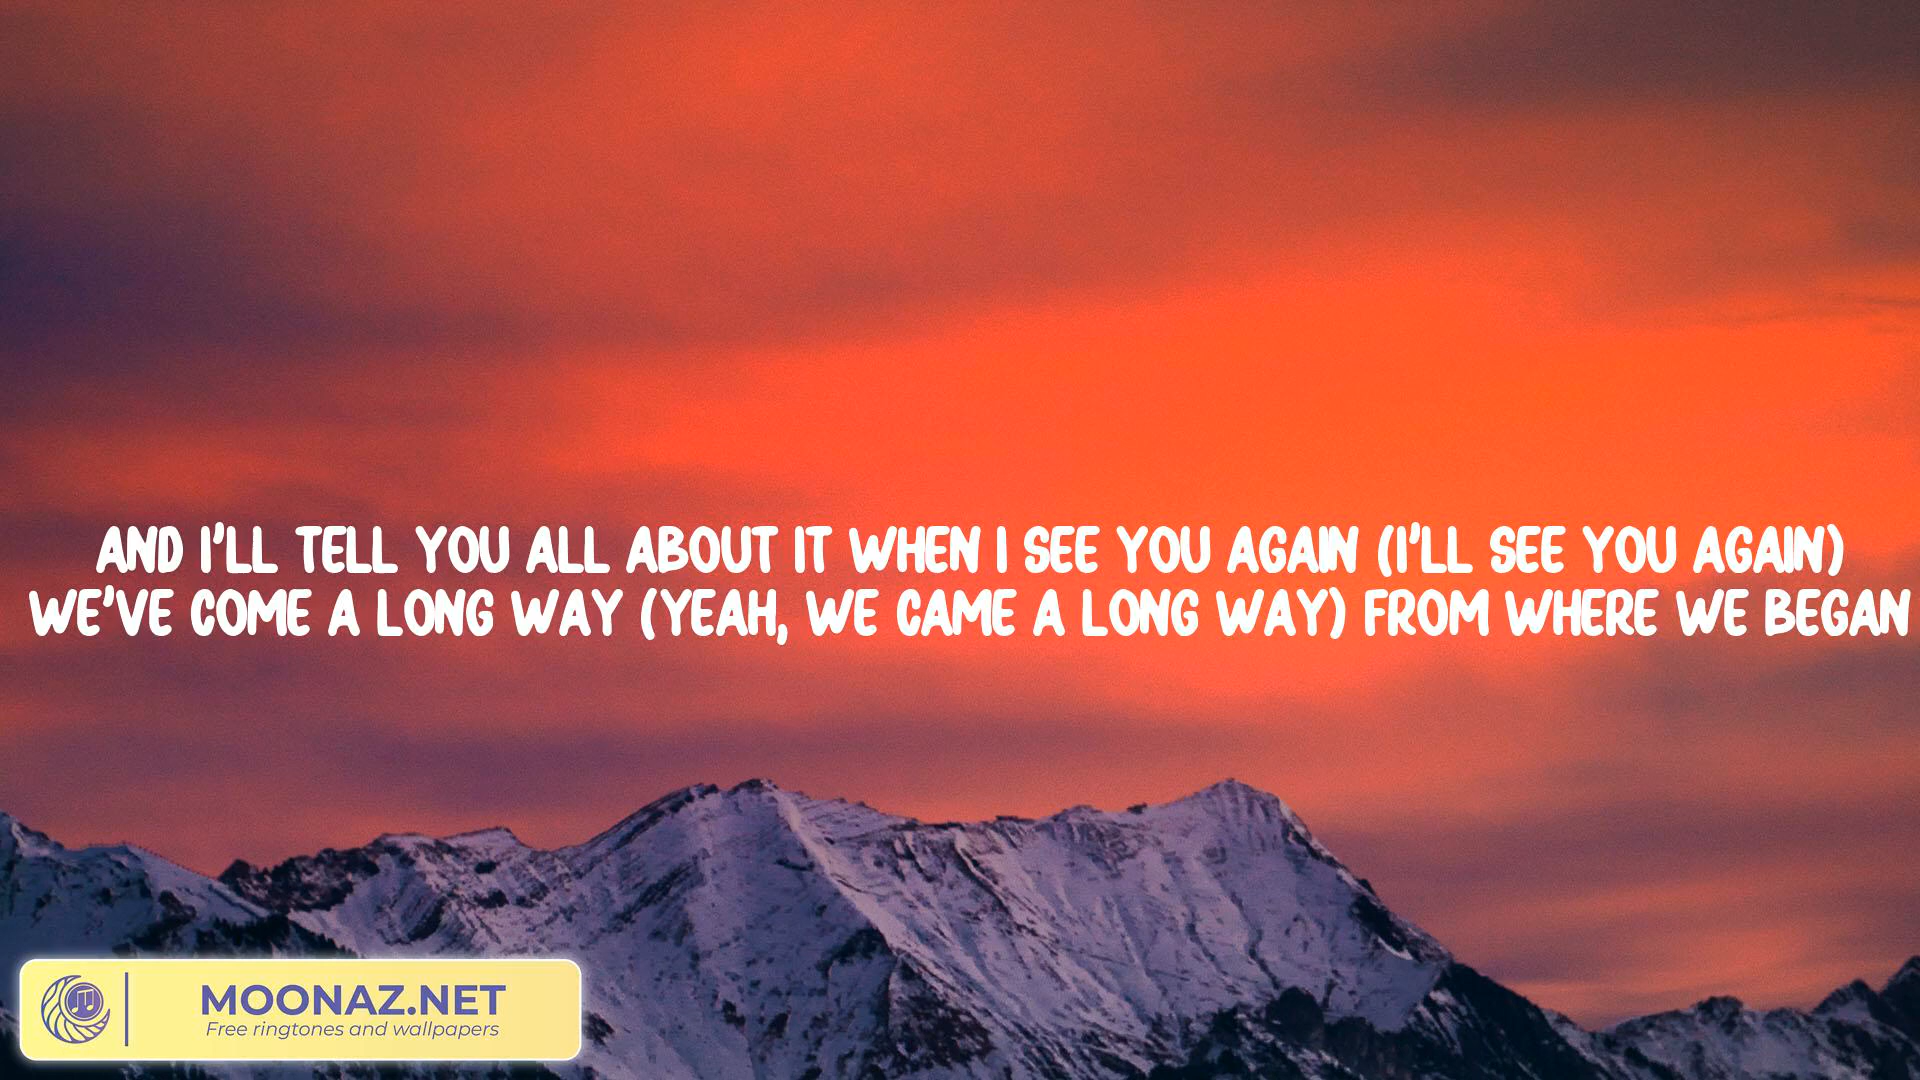 AND I'LL TELL YOU ALL ABOUT IT WHEN I SEE YOU AGAIN (I'LL SEE YOU AGAIN)
WE'VE COME A LONG WAY (YEAH, WE CAME A LONG WAY) FROM WHERE WE BEGAN
MOONAZ.NET
Free ringtones and wallpapers